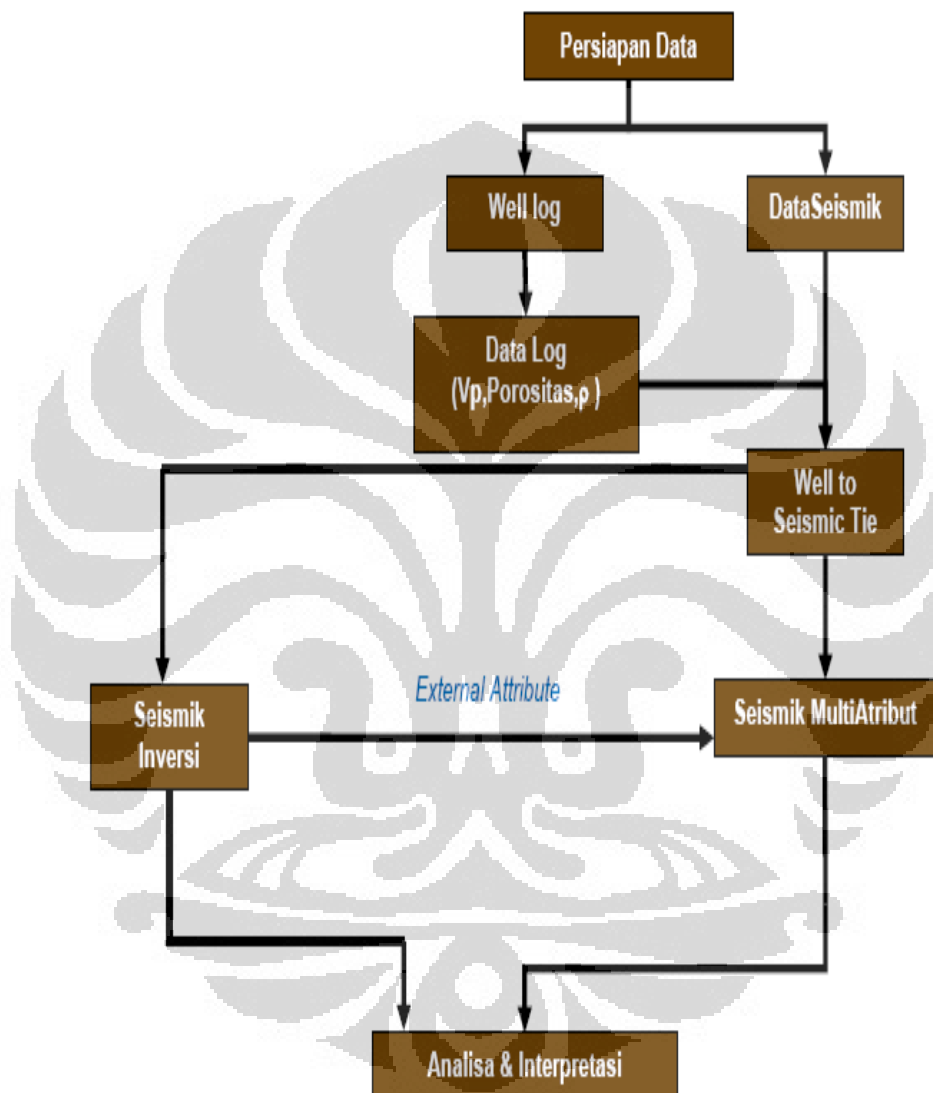 Persiapan Data
Well log
DataSeismik
Data Log
(Vp,Porositas,ρ )
Well to
Seismic Tie
External Attribute
Seismik
Inversi
Seismik MultiAtribut
Analisa & Interpretasi